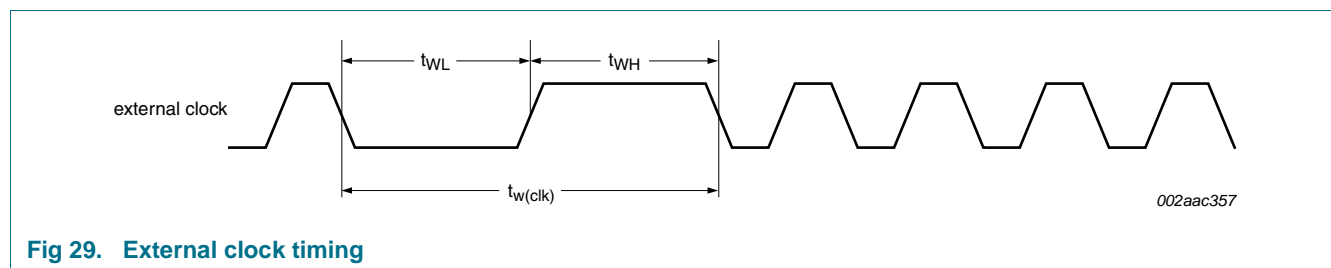 t_WL t_WH
external clock
t_w(clk)
002aac357
Fig 29. External clock timing